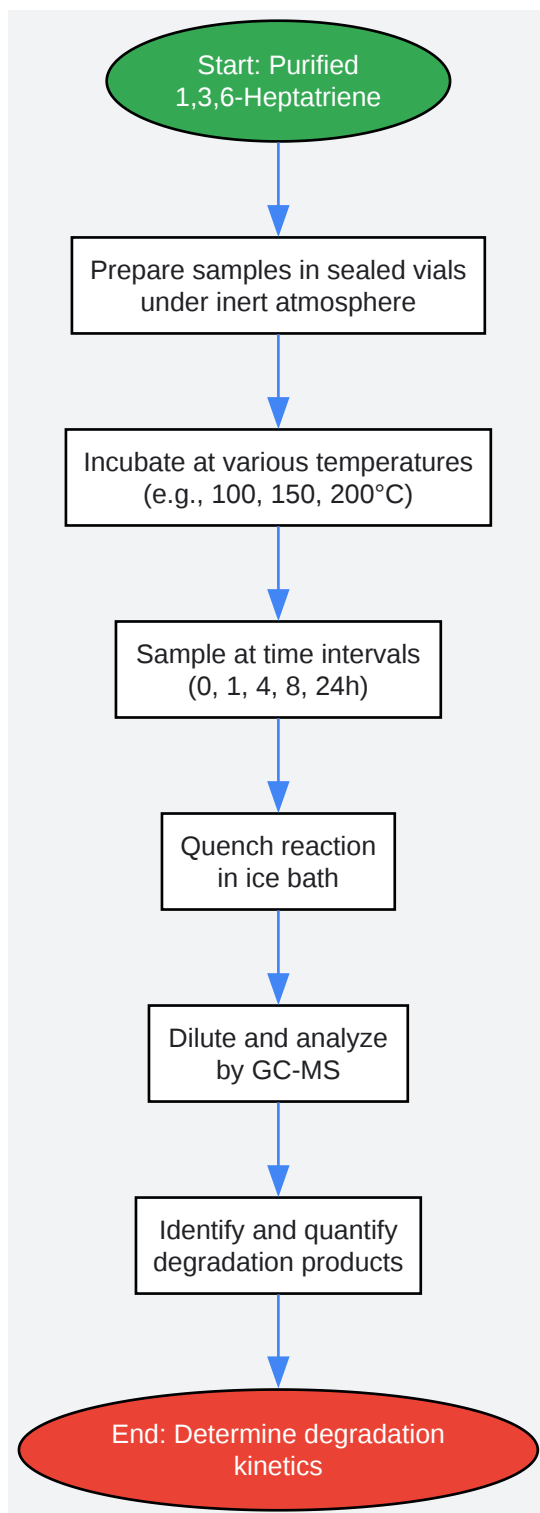 Start: Purified
1,3,6-Heptatriene
Prepare samples in sealed vials
under inert atmosphere
Incubate at various temperatures
(e.g., 100, 150, 200°C)
Sample at time intervals
(0, 1, 4, 8, 24h)
Quench reaction
in ice bath
Dilute and analyze
by GC-MS
Identify and quantify
degradation products
End: Determine degradation
kinetics